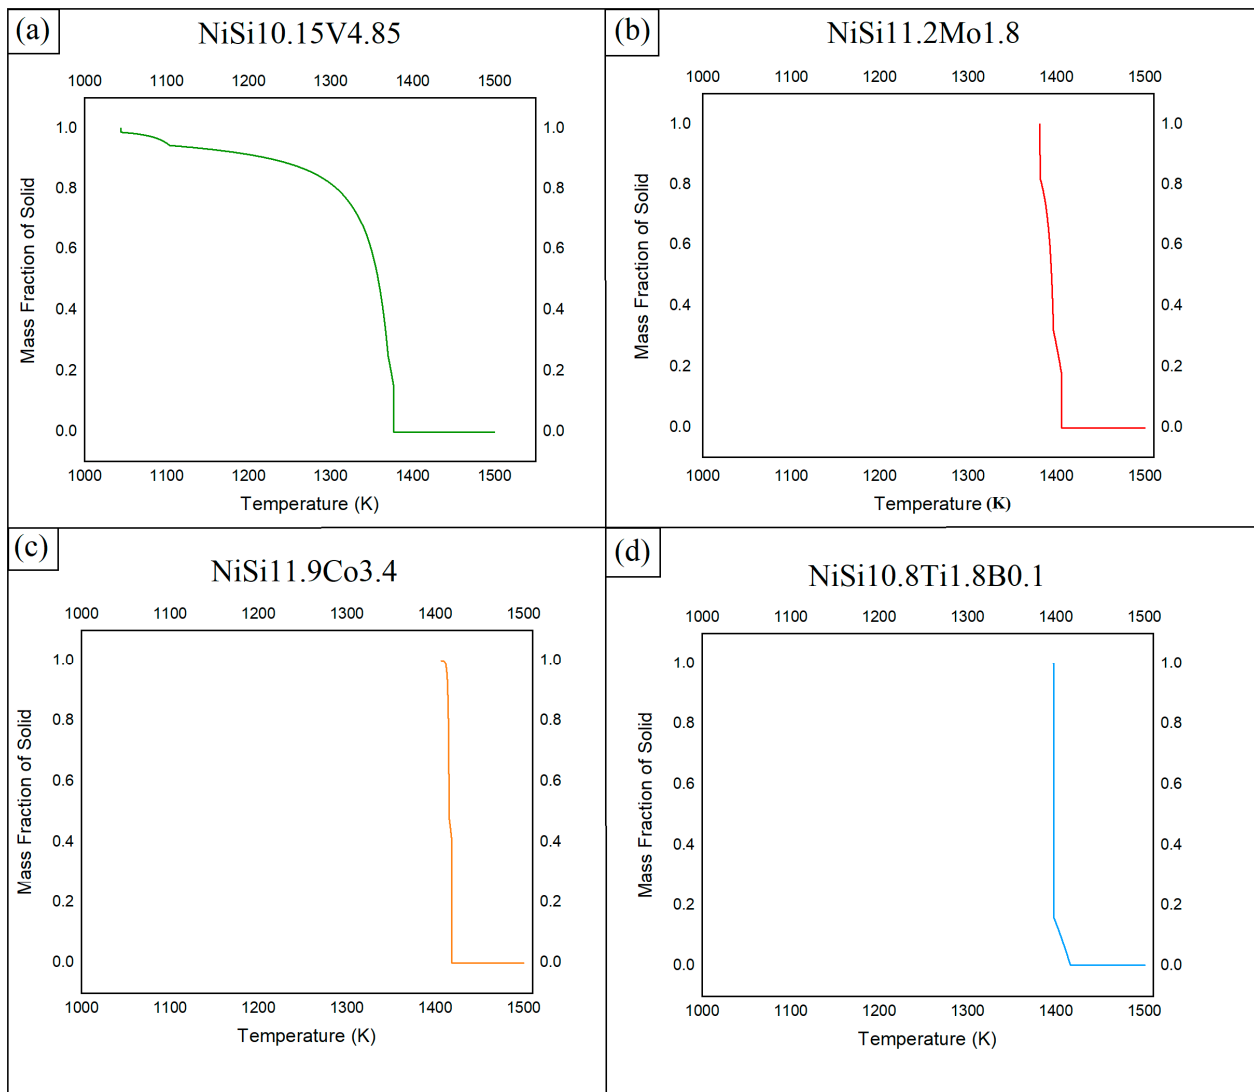 (a)
NiSi10.15V4.85
1000 1100 1200 1300 1400 1500
1.0 1.0
0.8 0.8
0.6 0.6
0.4 0.4
0.2 0.2
0.0 0.0
Mass Fraction of Solid
1000 1100 1200 1300 1400 1500
Temperature (K)
(b)
NiSi11.2Mo1.8
1000 1100 1200 1300 1400 1500
1.0 1.0
0.8 0.8
0.6 0.6
0.4 0.4
0.2 0.2
0.0 0.0
Mass Fraction of Solid
1000 1100 1200 1300 1400 1500
Temperature (K)
(c)
NiSi11.9Co3.4
1000 1100 1200 1300 1400 1500
1.0 1.0
0.8 0.8
0.6 0.6
0.4 0.4
0.2 0.2
0.0 0.0
Mass Fraction of Solid
1000 1100 1200 1300 1400 1500
Temperature (K)
(d)
NiSi10.8Ti1.8B0.1
1000 1100 1200 1300 1400 1500
1.0 1.0
0.8 0.8
0.6 0.6
0.4 0.4
0.2 0.2
0.0 0.0
Mass Fraction of Solid
1000 1100 1200 1300 1400 1500
Temperature (K)